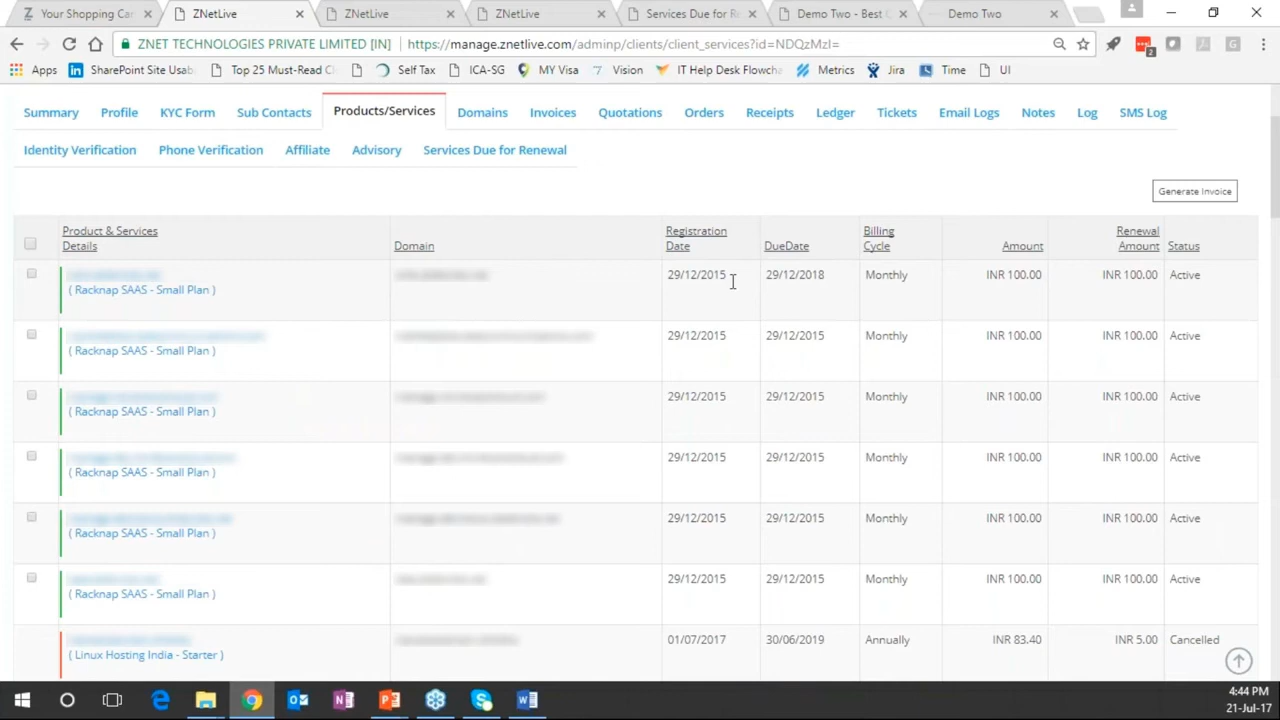 Your Shopping Car
ZNetLive
ZNetLive
ZNetLive
Services Due for Re
Demo Two - Best C
Demo Two
ZNET TECHNOLOGIES PRIVATE LIMITED [IN]
https://manage.znetlive.com/adminp/clients/client_services?id=NDQzMzI=
Apps
SharePoint Site Usab
Top 25 Must-Read Cl
Self Tax
ICA-SG
MY Visa
Vision
IT Help Desk Flowcha
Metrics
Jira
Time
UI
Summary
Profile
KYC Form
Sub Contacts
Products/Services
Domains
Invoices
Quotations
Orders
Receipts
Ledger
Tickets
Email Logs
Notes
Log
SMS Log
Identity Verification
Phone Verification
Affiliate
Advisory
Services Due for Renewal
Generate Invoice
Product & Services Details
Domain
Registration Date
DueDate
Billing Cycle
Amount
Renewal Amount
Status
( Racknap SAAS - Small Plan )
29/12/2015
29/12/2018
Monthly
INR 100.00
INR 100.00
Active
( Racknap SAAS - Small Plan )
29/12/2015
29/12/2015
Monthly
INR 100.00
INR 100.00
Active
( Racknap SAAS - Small Plan )
29/12/2015
29/12/2015
Monthly
INR 100.00
INR 100.00
Active
( Racknap SAAS - Small Plan )
29/12/2015
29/12/2015
Monthly
INR 100.00
INR 100.00
Active
( Racknap SAAS - Small Plan )
29/12/2015
29/12/2015
Monthly
INR 100.00
INR 100.00
Active
( Racknap SAAS - Small Plan )
29/12/2015
29/12/2015
Monthly
INR 100.00
INR 100.00
Active
( Linux Hosting India - Starter )
01/07/2017
30/06/2019
Annually
INR 83.40
INR 5.00
Cancelled
4:44 PM
21-Jul-17